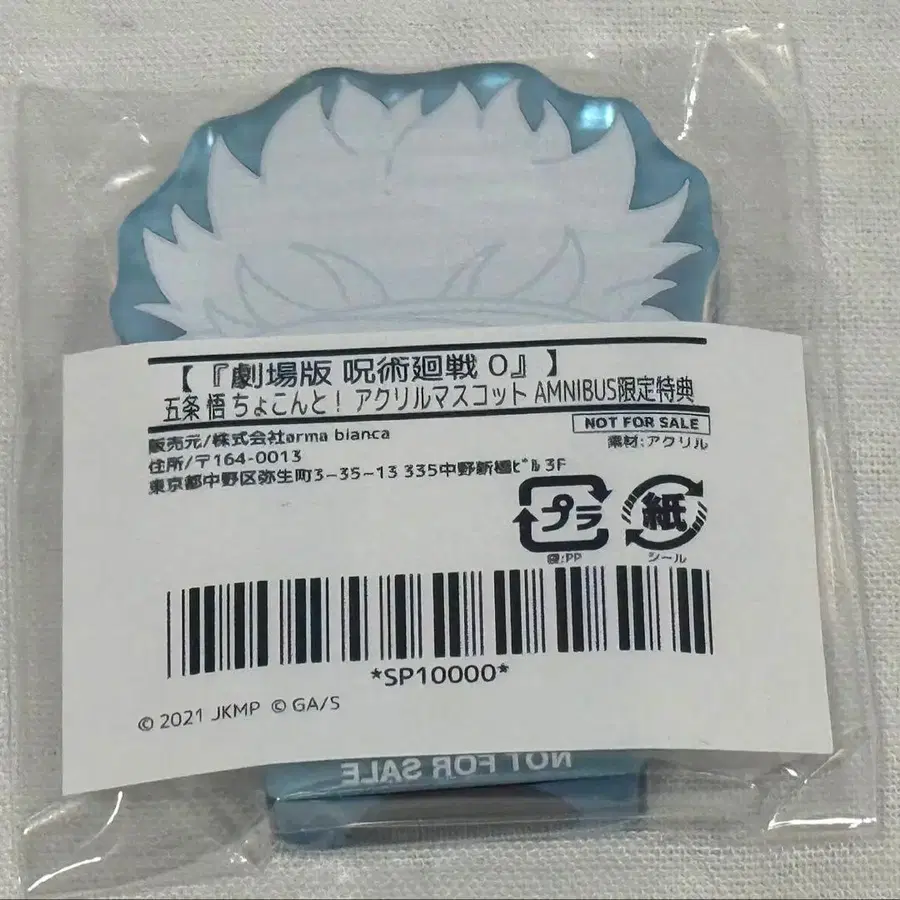 【『劇場版 呪術廻戦 0』】
五条 悟 ちょこんと! アクリルマスコット AMNIBUS限定特典
NOT FOR SALE
販売元/株式会社arma bianca
素材:アクリル
住所/〒164-0013
東京都中野区弥生町3-35-13 335中野新橋ビル 3F
プラ
紙
袋:PP
シール
*SP10000*
© 2021 JKMP ©GA/S
NOT FOR SALE